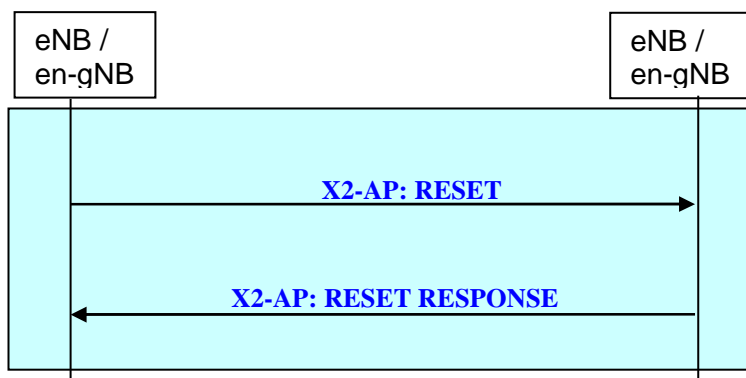 eNB /
en-gNB
eNB /
en-gNB
X2-AP: RESET
X2-AP: RESET RESPONSE